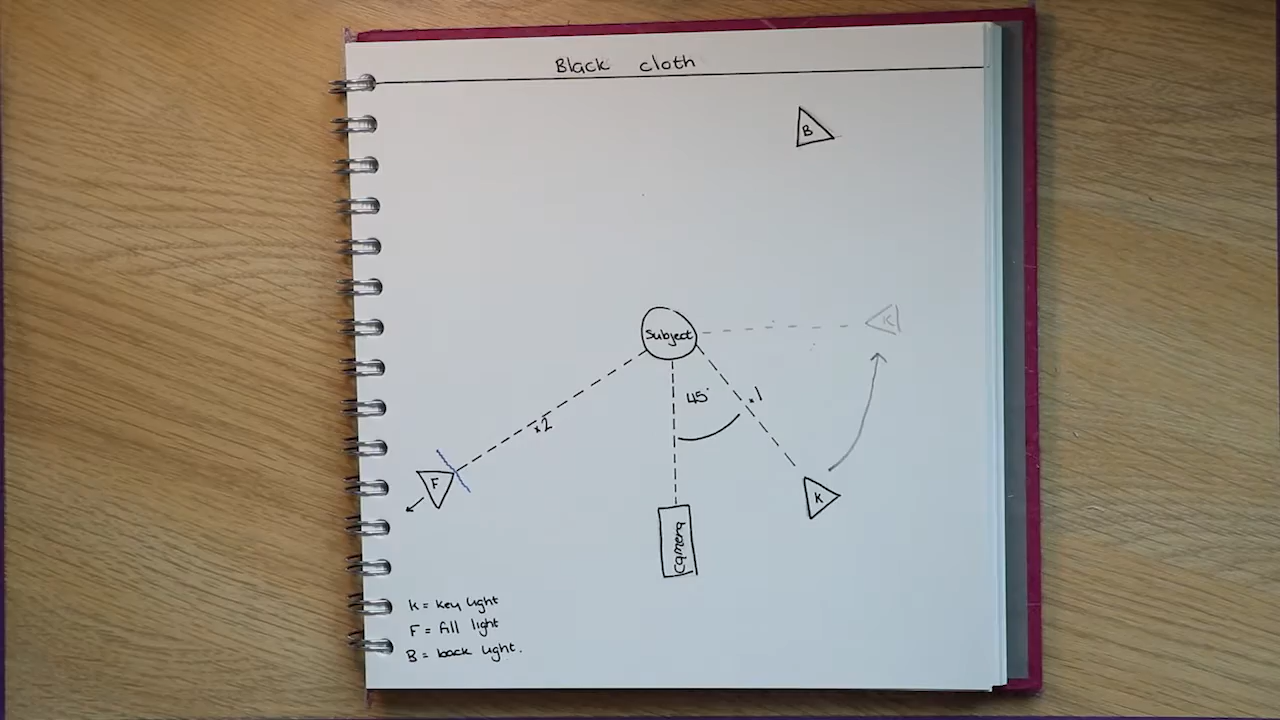 Black cloth
B
K
Subject
45°
x1
x2
F
K
Camera
K = Key light
F = fill light
B = back light.